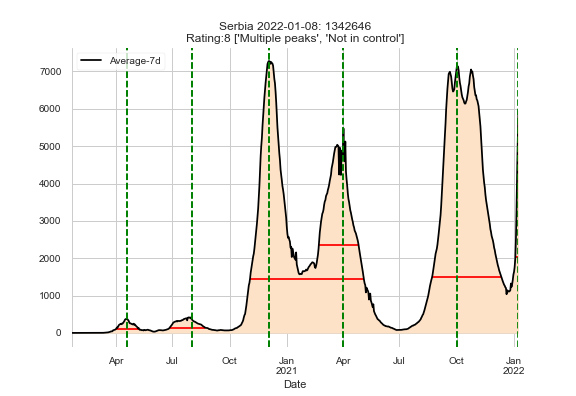 Serbia 2022-01-08: 1342646
Rating:8 ['Multiple peaks', 'Not in control']
Average-7d
7000
6000
5000
4000
3000
2000
1000
0
Apr Jul Oct Jan Apr Jul Oct Jan
2021 2022
Date